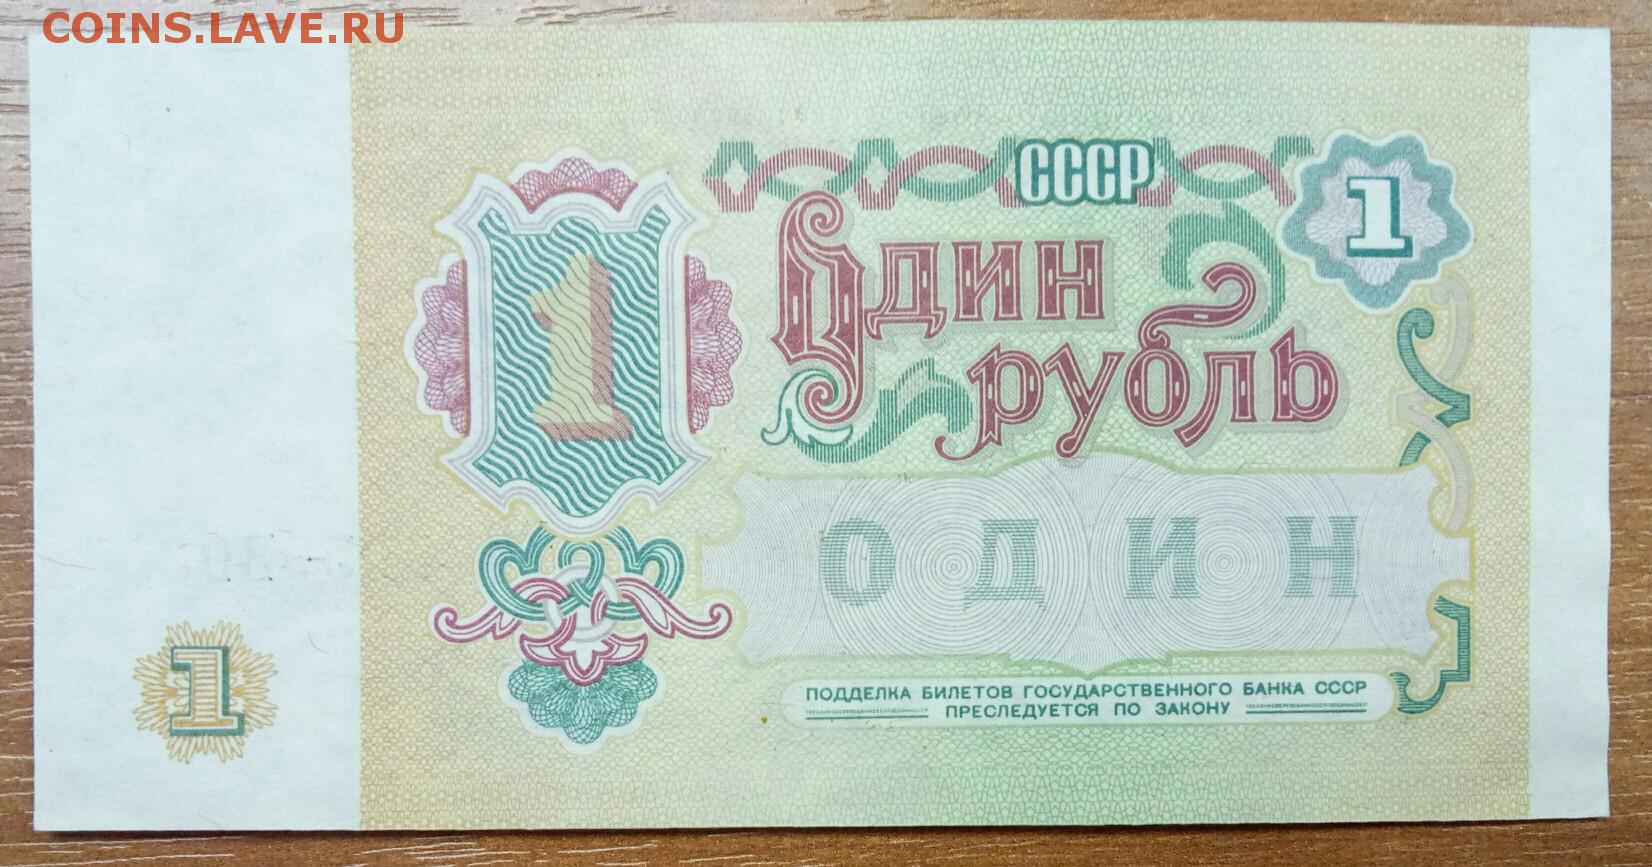 COINS.LAVE.RU
СССР
1
1
Один
рубль
ОДИН
1
ПОДДЕЛКА БИЛЕТОВ ГОСУДАРСТВЕННОГО БАНКА СССР
ПРЕСЛЕДУЕТСЯ ПО ЗАКОНУ